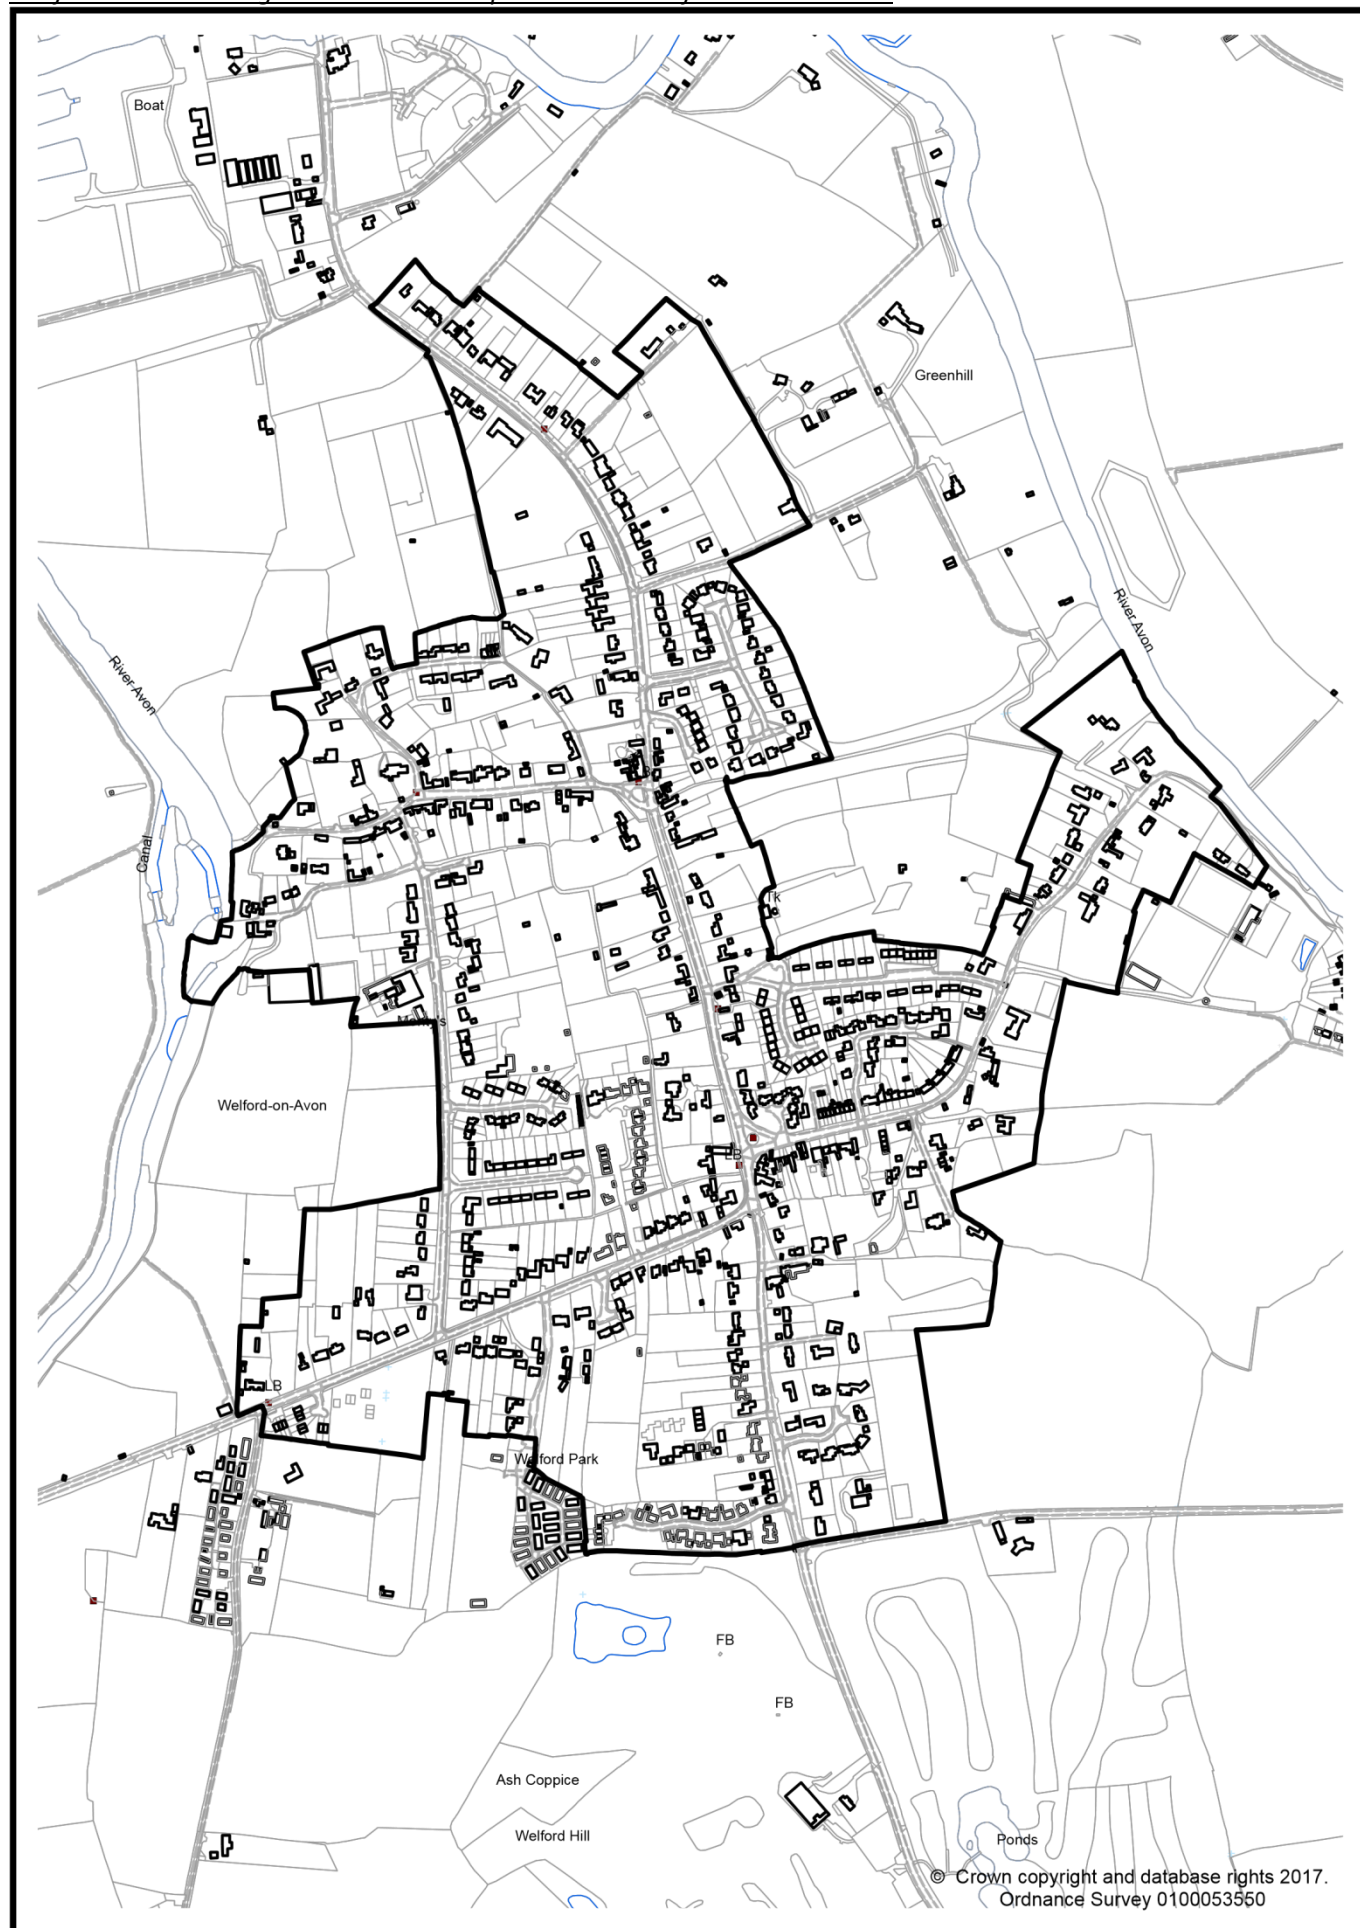 Boat
Greenhill
River Avon
River Avon
Canal
Tk
Welford-on-Avon
LB
LB
Welford Park
FB
FB
Ash Coppice
Welford Hill
Ponds
© Crown copyright and database rights 2017.
Ordnance Survey 0100053550